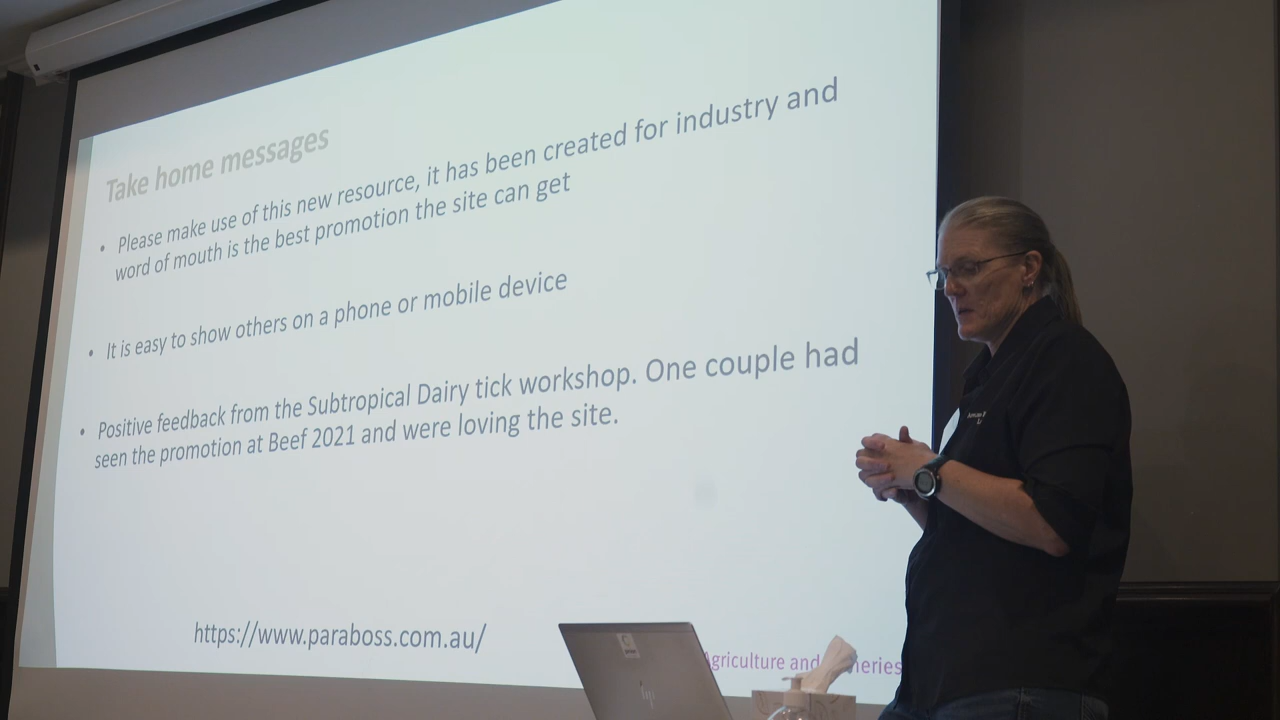 Take home messages
• Please make use of this new resource, it has been created for industry and
word of mouth is the best promotion the site can get
• It is easy to show others on a phone or mobile device
• Positive feedback from the Subtropical Dairy tick workshop. One couple had
seen the promotion at Beef 2021 and were loving the site.
https://www.paraboss.com.au/
Agriculture and
hp